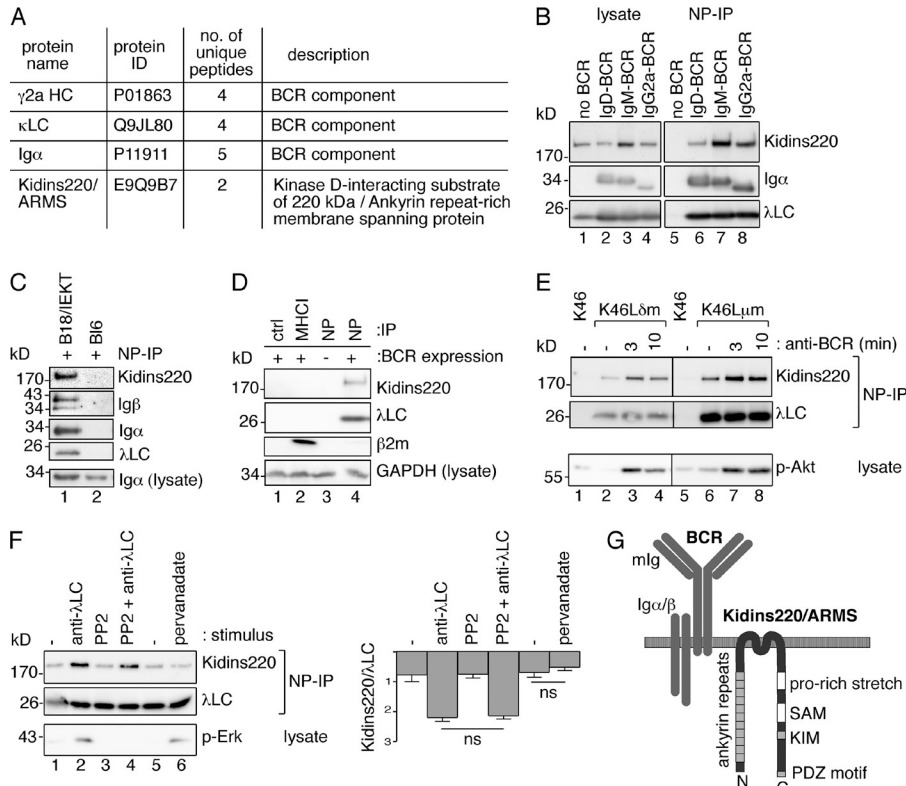 A
protein name
protein ID
no. of unique peptides
description
γ2a HC P01863 4 BCR component
κLC Q9JL80 4 BCR component
Igα P11911 5 BCR component
Kidins220/ARMS E9Q9B7 2 Kinase D-interacting substrate
of 220 kDa / Ankyrin repeat-rich
membrane spanning protein
B
lysate NP-IP
no BCR IgD-BCR IgM-BCR IgG2a-BCR no BCR IgD-BCR IgM-BCR IgG2a-BCR
kD
170- Kidins220
34- Igα
26- λLC
1 2 3 4 5 6 7 8
C
B18/IEKT Bl6
kD + + NP-IP
170- Kidins220
43-
34- Igβ
34- Igα
26- λLC
34- Igα (lysate)
1 2
D
ctrl MHCI NP NP :IP
kD + + - + :BCR expression
170- Kidins220
26- λLC
β2m
34- GAPDH (lysate)
1 2 3 4
E
K46 K46Lδm K46 K46Lμm
kD - - 3 10 - - 3 10 : anti-BCR (min)
170- Kidins220
λLC
NP-IP
55- p-Akt lysate
1 2 3 4 5 6 7 8
F
- anti-λLC PP2 PP2 + anti-λLC - pervanadate
kD : stimulus
170- Kidins220
26- λLC
NP-IP
43- p-Erk lysate
1 2 3 4 5 6
- anti-λLC PP2 PP2 + anti-λLC - pervanadate
Kidins220/λLC
1
2
3
ns
ns
G
BCR
mIg
Igα/β
Kidins220/ARMS
ankyrin repeats
pro-rich stretch
SAM
KIM
PDZ motif
N